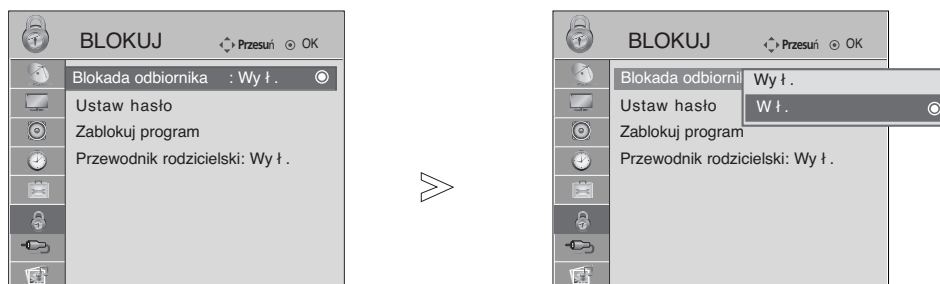 BLOKUJ Przesuń OK
Blokada odbiornika : Wy ł .
Ustaw hasło
Zablokuj program
Przewodnik rodzicielski: Wy ł .
BLOKUJ Przesuń OK
Blokada odbiornil Wy ł .
Ustaw hasło W ł .
Zablokuj program
Przewodnik rodzicielski: Wy ł .